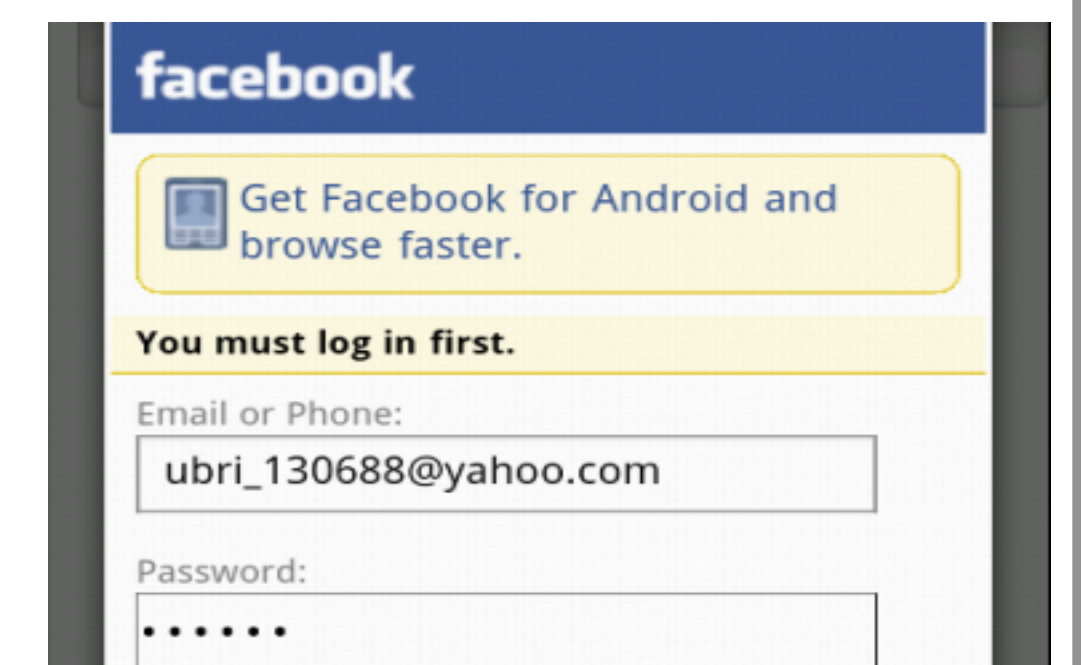 facebook
Get Facebook for Android and
browse faster.
You must log in first.
Email or Phone:
ubri_130688@yahoo.com
Password:
••••••